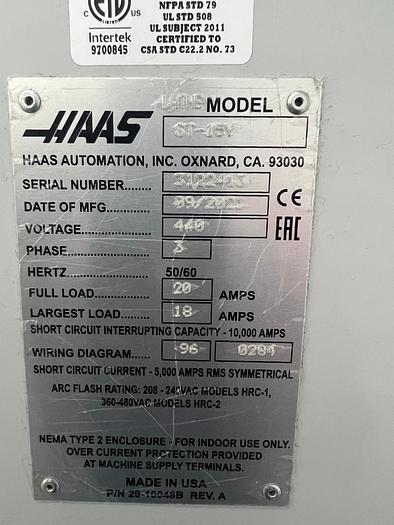 NFPA STD 79
UL STD 508
UL SUBJECT 2011
CERTIFIED TO
CSA STD C22.2 NO. 73
C US
Intertek
9700845
HAAS
MODEL
ST-15Y
HAAS AUTOMATION, INC. OXNARD, CA. 93030
SERIAL NUMBER
DATE OF MFG
VOLTAGE 440
PHASE 3
HERTZ 50/60
FULL LOAD 20 AMPS
LARGEST LOAD 18 AMPS
CE
EAC
SHORT CIRCUIT INTERRUPTING CAPACITY - 10,000 AMPS
WIRING DIAGRAM 96 0284
SHORT CIRCUIT CURRENT - 5,000 AMPS RMS SYMMETRICAL
ARC FLASH RATING: 208 - 240VAC MODELS HRC-1,
360-480VAC MODELS HRC-2
NEMA TYPE 2 ENCLOSURE - FOR INDOOR USE ONLY.
OVER CURRENT PROTECTION PROVIDED
AT MACHINE SUPPLY TERMINALS.
MADE IN USA
P/N 29-10048B REV. A